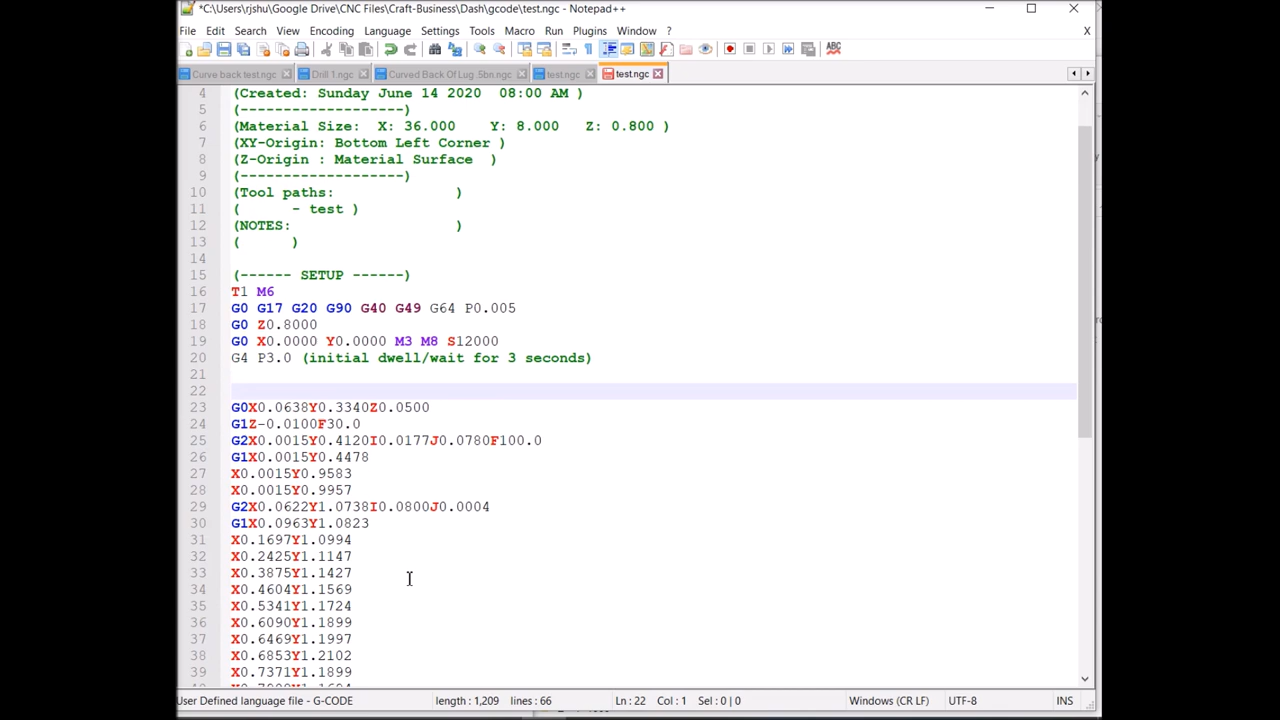 *C:\Users\rjshu\Google Drive\CNC Files\Craft-Business\Dash\gcode\test.ngc - Notepad++
File Edit Search View Encoding Language Settings Tools Macro Run Plugins Window ? X
Curve back test.ngc Drill 1.ngc Curved Back Of Lug .5bn.ngc test.ngc test.ngc
4 (Created: Sunday June 14 2020 08:00 AM )
5 (-------------------)
6 (Material Size: X: 36.000 Y: 8.000 Z: 0.800 )
7 (XY-Origin: Bottom Left Corner )
8 (Z-Origin : Material Surface )
9 (-------------------)
10 (Tool paths: )
11 ( - test )
12 (NOTES: )
13 ( )
14
15 (------ SETUP ------)
16 T1 M6
17 G0 G17 G20 G90 G40 G49 G64 P0.005
18 G0 Z0.8000
19 G0 X0.0000 Y0.0000 M3 M8 S12000
20 G4 P3.0 (initial dwell/wait for 3 seconds)
21
22
23 G0X0.0638Y0.3340Z0.0500
24 G1Z-0.0100F30.0
25 G2X0.0015Y0.4120I0.0177J0.0780F100.0
26 G1X0.0015Y0.4478
27 X0.0015Y0.9583
28 X0.0015Y0.9957
29 G2X0.0622Y1.0738I0.0800J0.0004
30 G1X0.0963Y1.0823
31 X0.1697Y1.0994
32 X0.2425Y1.1147
33 X0.3875Y1.1427
34 X0.4604Y1.1569
35 X0.5341Y1.1724
36 X0.6090Y1.1899
37 X0.6469Y1.1997
38 X0.6853Y1.2102
39 X0.7371Y1.1899
User Defined language file - G-CODE length : 1,209 lines : 66 Ln : 22 Col : 1 Sel : 0 | 0 Windows (CR LF) UTF-8 INS